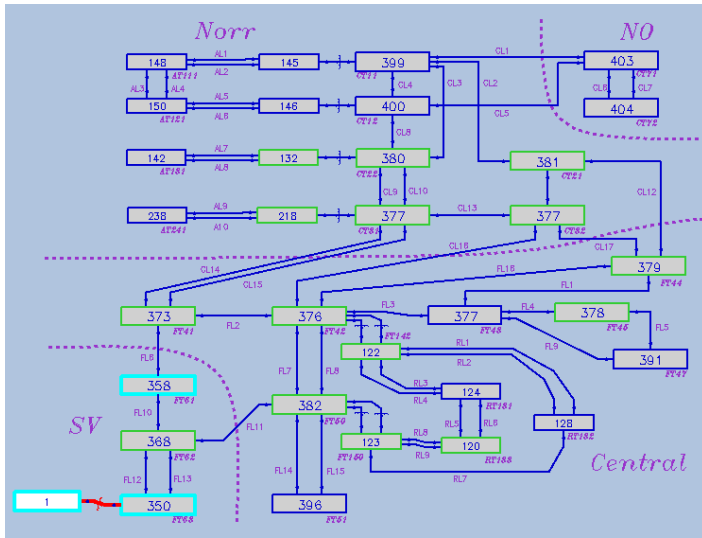 Norr
NO
AL1
CL1
148
145
399
403
AL2
AT111
CT11
CTY1
AL3
AL4
CL4
CL3
CL2
CL6
CL7
AL5
150
146
400
404
AL6
CL5
AT121
CT12
CTY2
CL8
AL7
142
132
380
381
AL8
AT131
CT22
CT21
CL9
CL10
CL12
AL9
CL13
238
218
377
377
A10
AT241
CT31
CT32
CL16
CL17
CL14
379
FL16
CL15
FT44
FL1
FL3
FL4
373
376
377
378
FL2
FT41
FT42
FT142
FT43
FT45
FL5
FL9
RL1
122
391
FL6
RL2
FT47
FL7
FL8
358
RL3
124
FT61
RL4
RT131
382
FL10
RL5
RL6
128
SV
FT50
RT132
FL11
368
RL8
123
120
FT62
RL9
FT150
RT133
Central
FL12
FL13
FL14
FL15
RL7
1
350
396
FT63
FT51